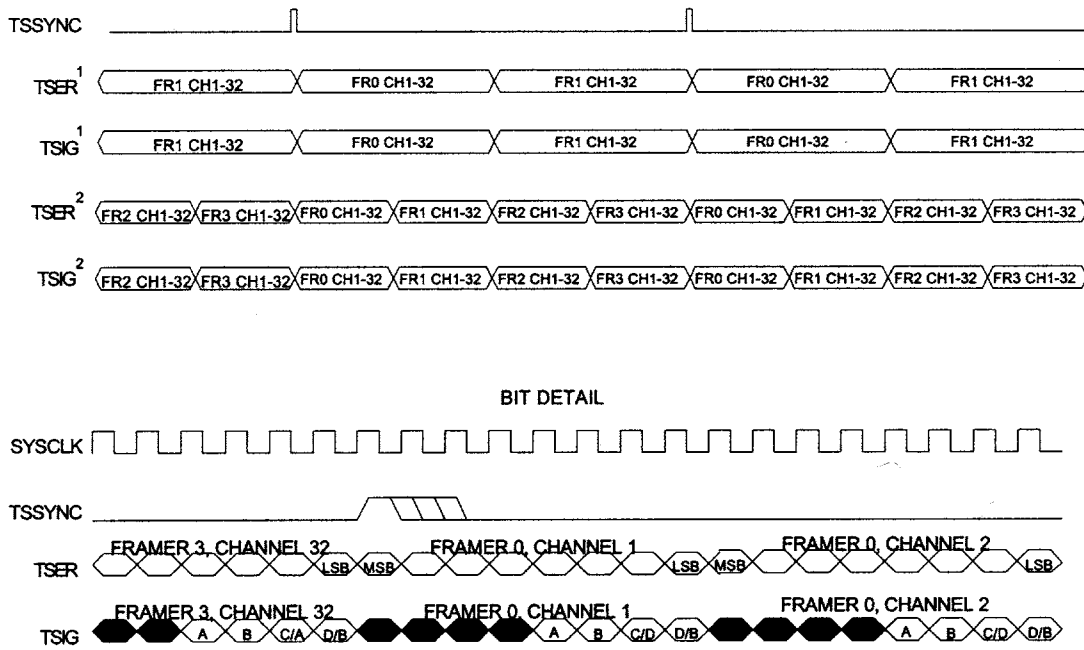 TSSYNC
TSER1 FR1 CH1-32 FR0 CH1-32 FR1 CH1-32 FR0 CH1-32 FR1 CH1-32
TSIG1 FR1 CH1-32 FR0 CH1-32 FR1 CH1-32 FR0 CH1-32 FR1 CH1-32
TSER2 FR2 CH1-32 FR3 CH1-32 FR0 CH1-32 FR1 CH1-32 FR2 CH1-32 FR3 CH1-32 FR0 CH1-32 FR1 CH1-32 FR2 CH1-32 FR3 CH1-32
TSIG2 FR2 CH1-32 FR3 CH1-32 FR0 CH1-32 FR1 CH1-32 FR2 CH1-32 FR3 CH1-32 FR0 CH1-32 FR1 CH1-32 FR2 CH1-32 FR3 CH1-32
BIT DETAIL
SYSCLK
TSSYNC
FRAMER 3, CHANNEL 32 FRAMER 0, CHANNEL 1 FRAMER 0, CHANNEL 2
TSER LSB MSB LSB MSB LSB
FRAMER 3, CHANNEL 32 FRAMER 0, CHANNEL 1 FRAMER 0, CHANNEL 2
TSIG A B C/A D/B A B C/D D/B A B C/D D/B